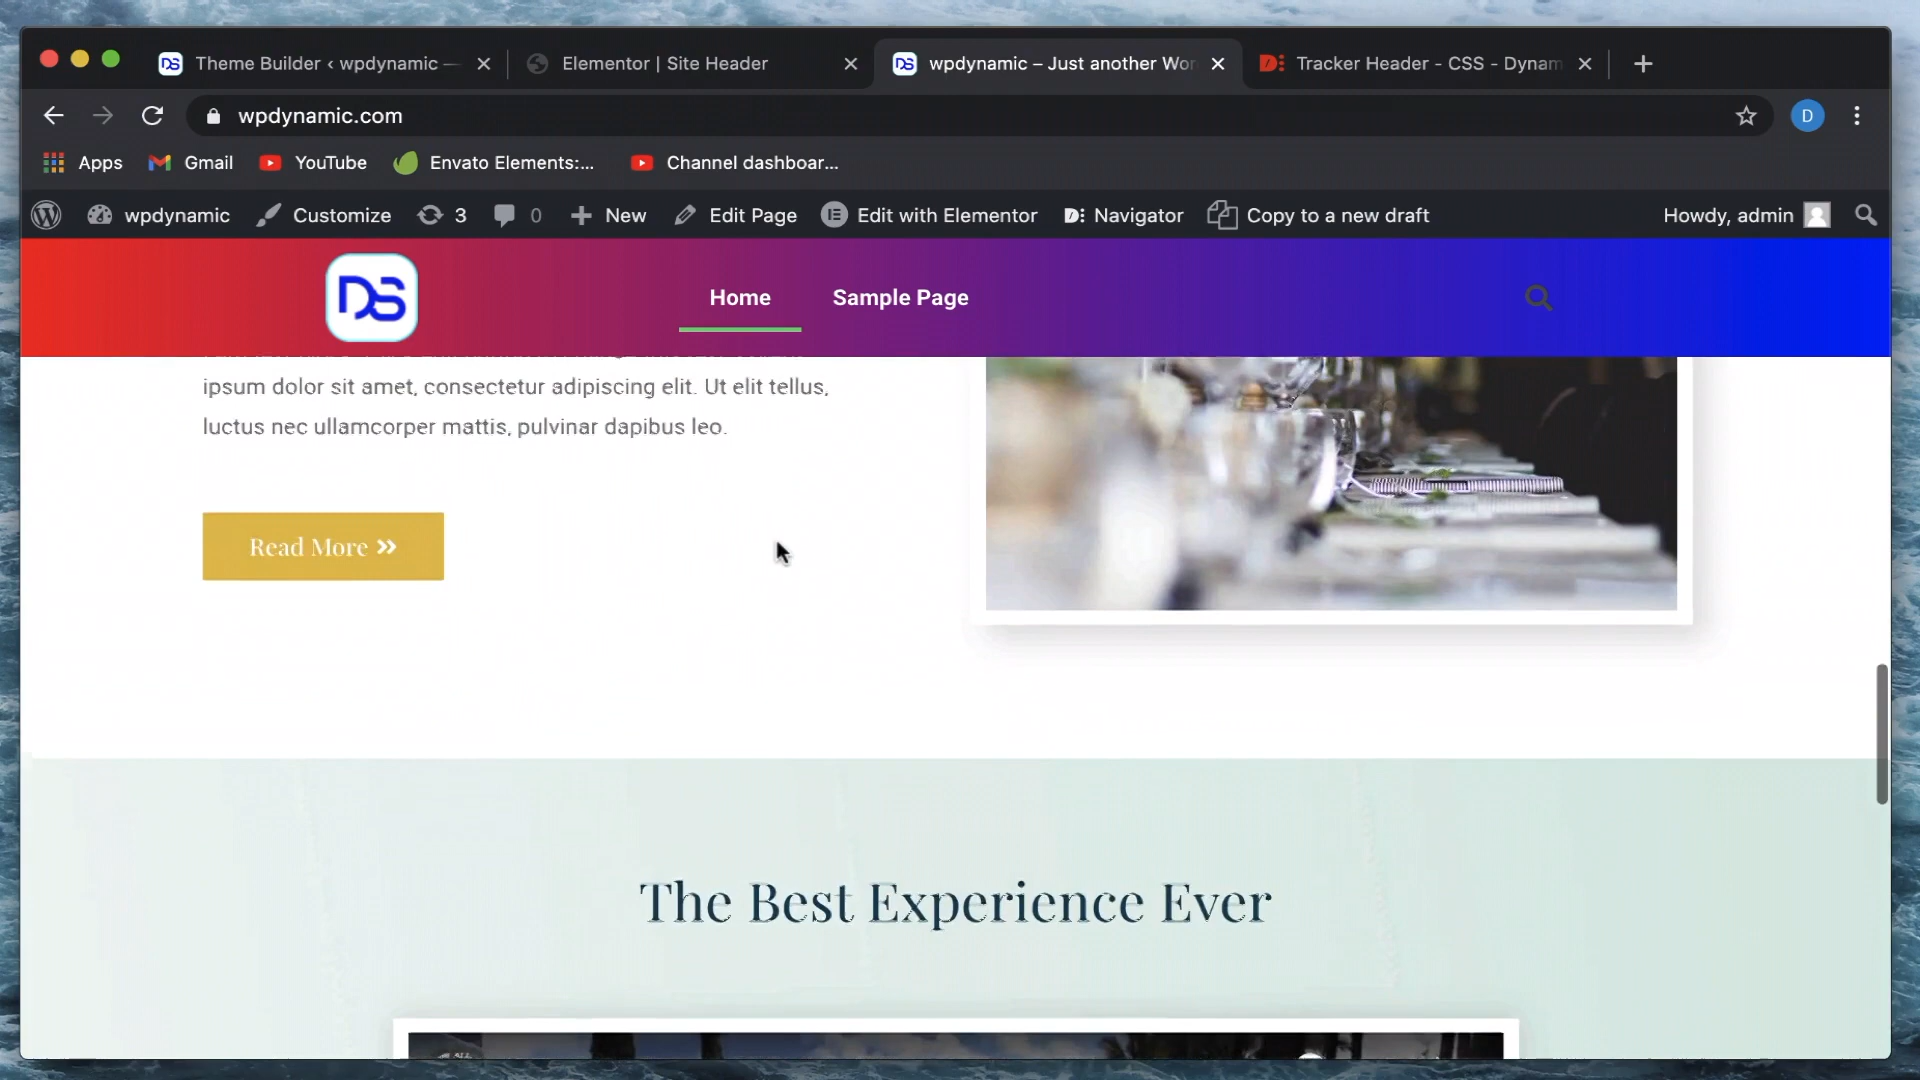 Theme Builder ‹ wpdynamic —
Elementor | Site Header
wpdynamic – Just another Wor
Tracker Header - CSS - Dynam
wpdynamic.com
D
Apps
Gmail
YouTube
Envato Elements:...
Channel dashboar...
wpdynamic
Customize
3
0
New
Edit Page
Edit with Elementor
Navigator
Copy to a new draft
Howdy, admin
DS
Home
Sample Page
ipsum dolor sit amet, consectetur adipiscing elit. Ut elit tellus,
luctus nec ullamcorper mattis, pulvinar dapibus leo.
Read More »
The Best Experience Ever